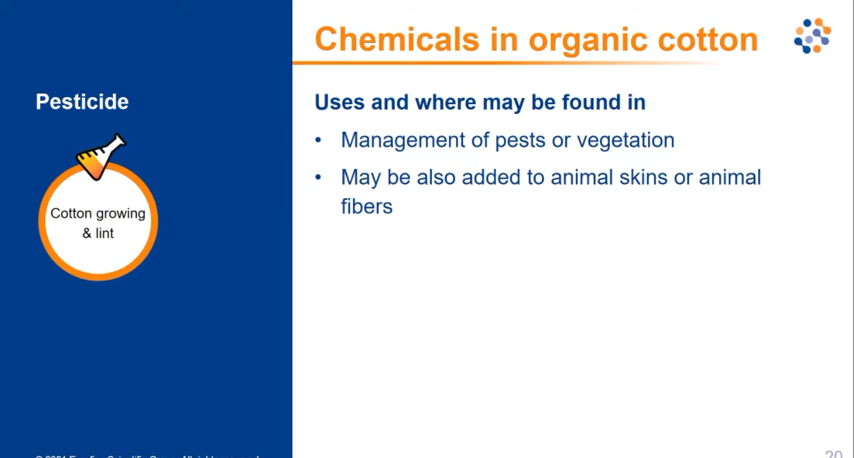 Chemicals in organic cotton
Pesticide
Cotton growing
& lint
Uses and where may be found in
• Management of pests or vegetation
• May be also added to animal skins or animal
fibers
20